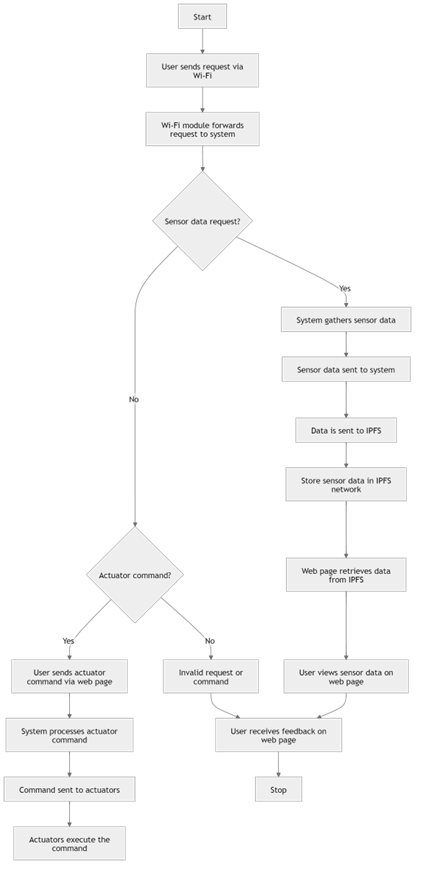 Start
User sends request via
Wi-Fi
Wi-Fi module forwards
request to system
Sensor data request?
Yes
System gathers sensor data
Sensor data sent to system
Data is sent to IPFS
Store sensor data in IPFS
network
Web page retrieves data
from IPFS
User views sensor data on
web page
No
Actuator command?
Yes
User sends actuator
command via web page
System processes actuator
command
Command sent to actuators
Actuators execute the
command
No
Invalid request or
command
User receives feedback on
web page
Stop